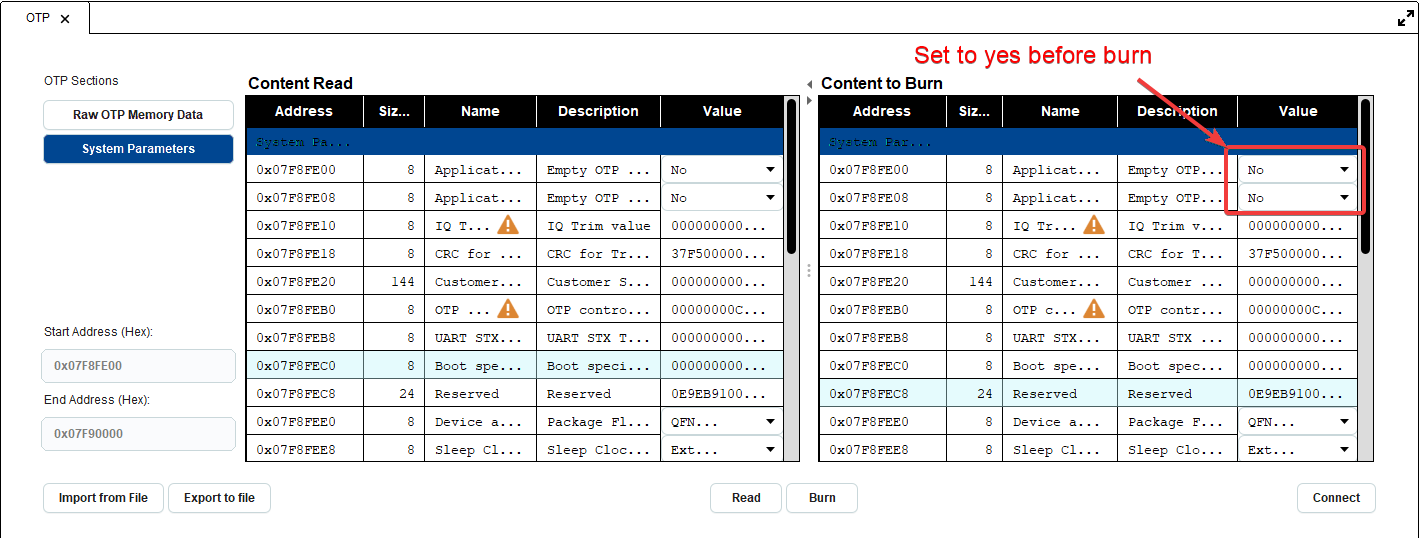 OTP
Set to yes before burn
OTP Sections
Content Read
Content to Burn
Raw OTP Memory Data
System Parameters
Address Siz... Name Description Value
System Pa...
0x07F8FE00 8 Applicat... Empty OTP ... No
0x07F8FE08 8 Applicat... Empty OTP ... No
0x07F8FE10 8 IQ T... IQ Trim value 000000000...
0x07F8FE18 8 CRC for ... CRC for Tr... 37F500000...
0x07F8FE20 144 Customer... Customer S... 000000000...
0x07F8FEB0 8 OTP ... OTP contro... 00000000C...
0x07F8FEB8 8 UART STX... UART STX T... 000000000...
0x07F8FEC0 8 Boot spe... Boot speci... 000000000...
0x07F8FEC8 24 Reserved Reserved 0E9EB9100...
0x07F8FEE0 8 Device a... Package Fl... QFN...
0x07F8FEE8 8 Sleep Cl... Sleep Cloc... Ext...
Address Siz... Name Description Value
System Par...
0x07F8FE00 8 Applicat... Empty OTP... No
0x07F8FE08 8 Applicat... Empty OTP... No
0x07F8FE10 8 IQ Tr... IQ Trim v... 000000000...
0x07F8FE18 8 CRC for ... CRC for T... 37F500000...
0x07F8FE20 144 Customer... Customer ... 000000000...
0x07F8FEB0 8 OTP c... OTP contr... 00000000C...
0x07F8FEB8 8 UART STX... UART STX ... 000000000...
0x07F8FEC0 8 Boot spe... Boot spec... 000000000...
0x07F8FEC8 24 Reserved Reserved 0E9EB9100...
0x07F8FEE0 8 Device a... Package F... QFN...
0x07F8FEE8 8 Sleep Cl... Sleep Clo... Ext...
Start Address (Hex):
0x07F8FE00
End Address (Hex):
0x07F90000
Import from File
Export to file
Read
Burn
Connect